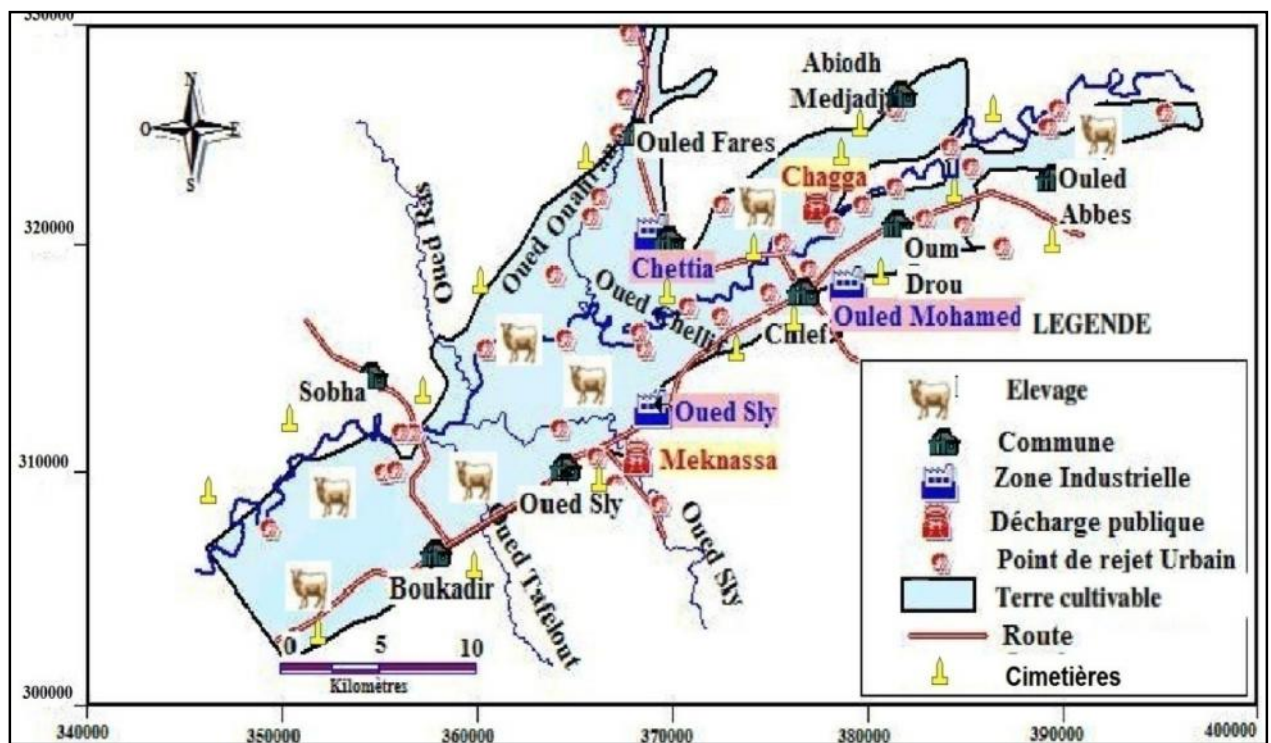 330000
320000
310000
300000
340000
350000
360000
370000
380000
390000
400000
N
O
E
S
Abiodh
Medjadja
Ouled Fares
Chagga
Ouled
Abbes
Oued Ras
Oued Ouahrane
Chettia
Oum
Drou
Oued Chellif
Chlef
Ouled Mohamed
Sobha
Oued Sly
Meknassa
Oued Sly
Oued Sly
Oued Tafelout
Boukadir
0 5 10
Kilomètres
LEGENDE
Elevage
Commune
Zone Industrielle
Décharge publique
Point de rejet Urbain
Terre cultivable
Route
Cimetières